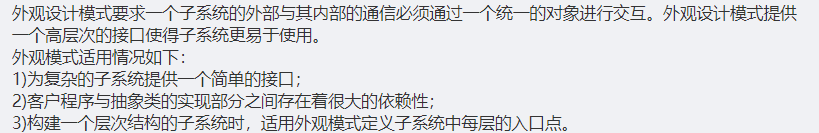 外观设计模式要求一个子系统的外部与其内部的通信必须通过一个统一的对象进行交互。外观设计模式提供
一个高层次的接口使得子系统更易于使用。
外观模式适用情况如下：
1)为复杂的子系统提供一个简单的接口；
2)客户程序与抽象类的实现部分之间存在着很大的依赖性；
3)构建一个层次结构的子系统时，适用外观模式定义子系统中每层的入口点。